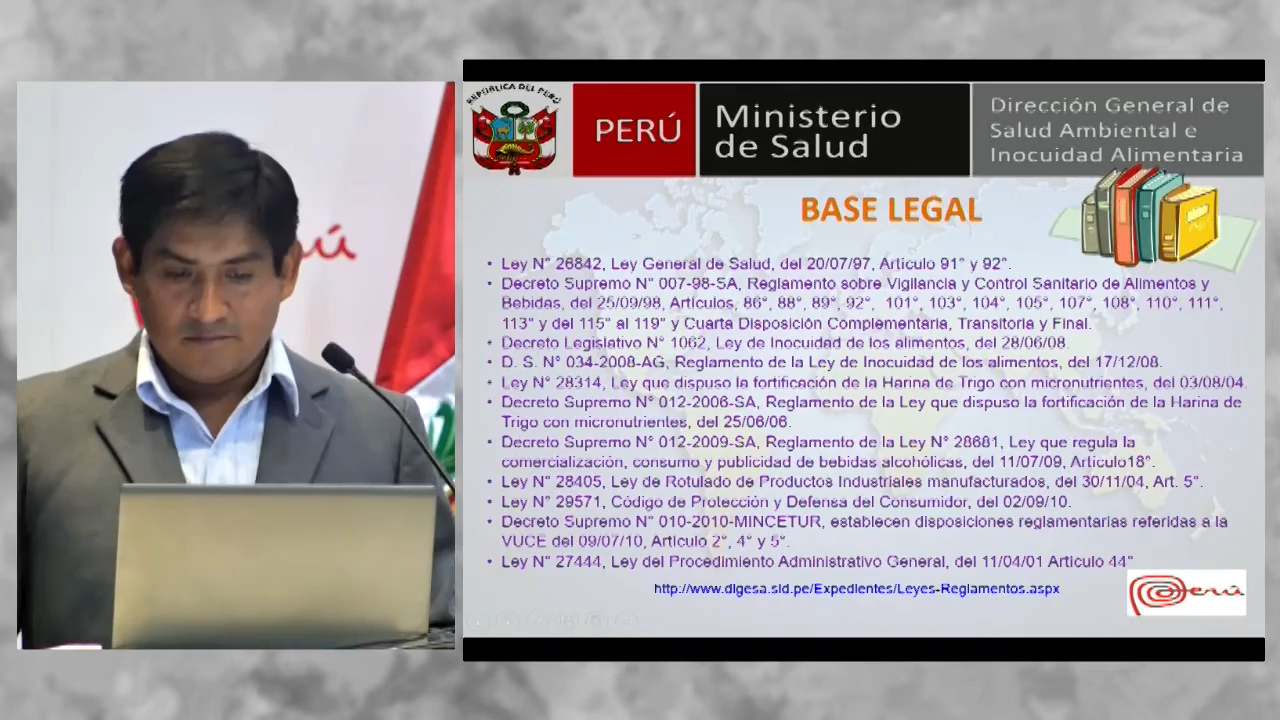 REPÚBLICA DEL PERÚ
PERÚ
Ministerio
de Salud
Dirección General de
Salud Ambiental e
Inocuidad Alimentaria
BASE LEGAL
• Ley N° 26842, Ley General de Salud, del 20/07/97, Artículo 91° y 92°.
• Decreto Supremo N° 007-98-SA, Reglamento sobre Vigilancia y Control Sanitario de Alimentos y
Bebidas, del 25/09/98, Artículos, 86°, 88°, 89°, 92°, 101°, 103°, 104°, 105°, 107°, 108°, 110°, 111°,
113° y del 115° al 119° y Cuarta Disposición Complementaria, Transitoria y Final.
• Decreto Legislativo N° 1062, Ley de Inocuidad de los alimentos, del 28/06/08.
• D. S. N° 034-2008-AG, Reglamento de la Ley de Inocuidad de los alimentos, del 17/12/08.
• Ley N° 28314, Ley que dispuso la fortificación de la Harina de Trigo con micronutrientes, del 03/08/04.
• Decreto Supremo N° 012-2006-SA, Reglamento de la Ley que dispuso la fortificación de la Harina de
Trigo con micronutrientes, del 25/06/06.
• Decreto Supremo N° 012-2009-SA, Reglamento de la Ley N° 28681, Ley que regula la
comercialización, consumo y publicidad de bebidas alcohólicas, del 11/07/09, Artículo18°.
• Ley N° 28405, Ley de Rotulado de Productos Industriales manufacturados, del 30/11/04, Art. 5°.
• Ley N° 29571, Código de Protección y Defensa del Consumidor, del 02/09/10.
• Decreto Supremo N° 010-2010-MINCETUR, establecen disposiciones reglamentarias referidas a la
VUCE del 09/07/10, Artículo 2°, 4° y 5°.
• Ley N° 27444, Ley del Procedimiento Administrativo General, del 11/04/01 Artículo 44°
http://www.digesa.sld.pe/Expedientes/Leyes-Reglamentos.aspx
Perú